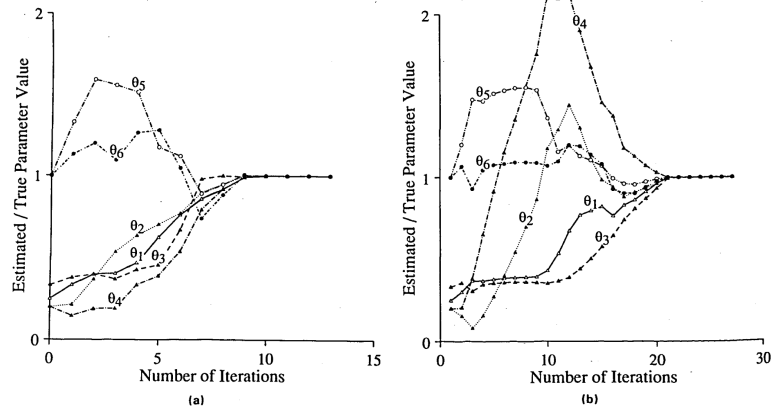 2
1
0
0
5
10
15
Estimated / True Parameter Value
Number of Iterations
θ5
θ6
θ2
θ1
θ3
θ4
(a)
2
1
0
0
10
20
30
Estimated / True Parameter Value
Number of Iterations
θ4
θ5
θ6
θ2
θ1
θ3
(b)